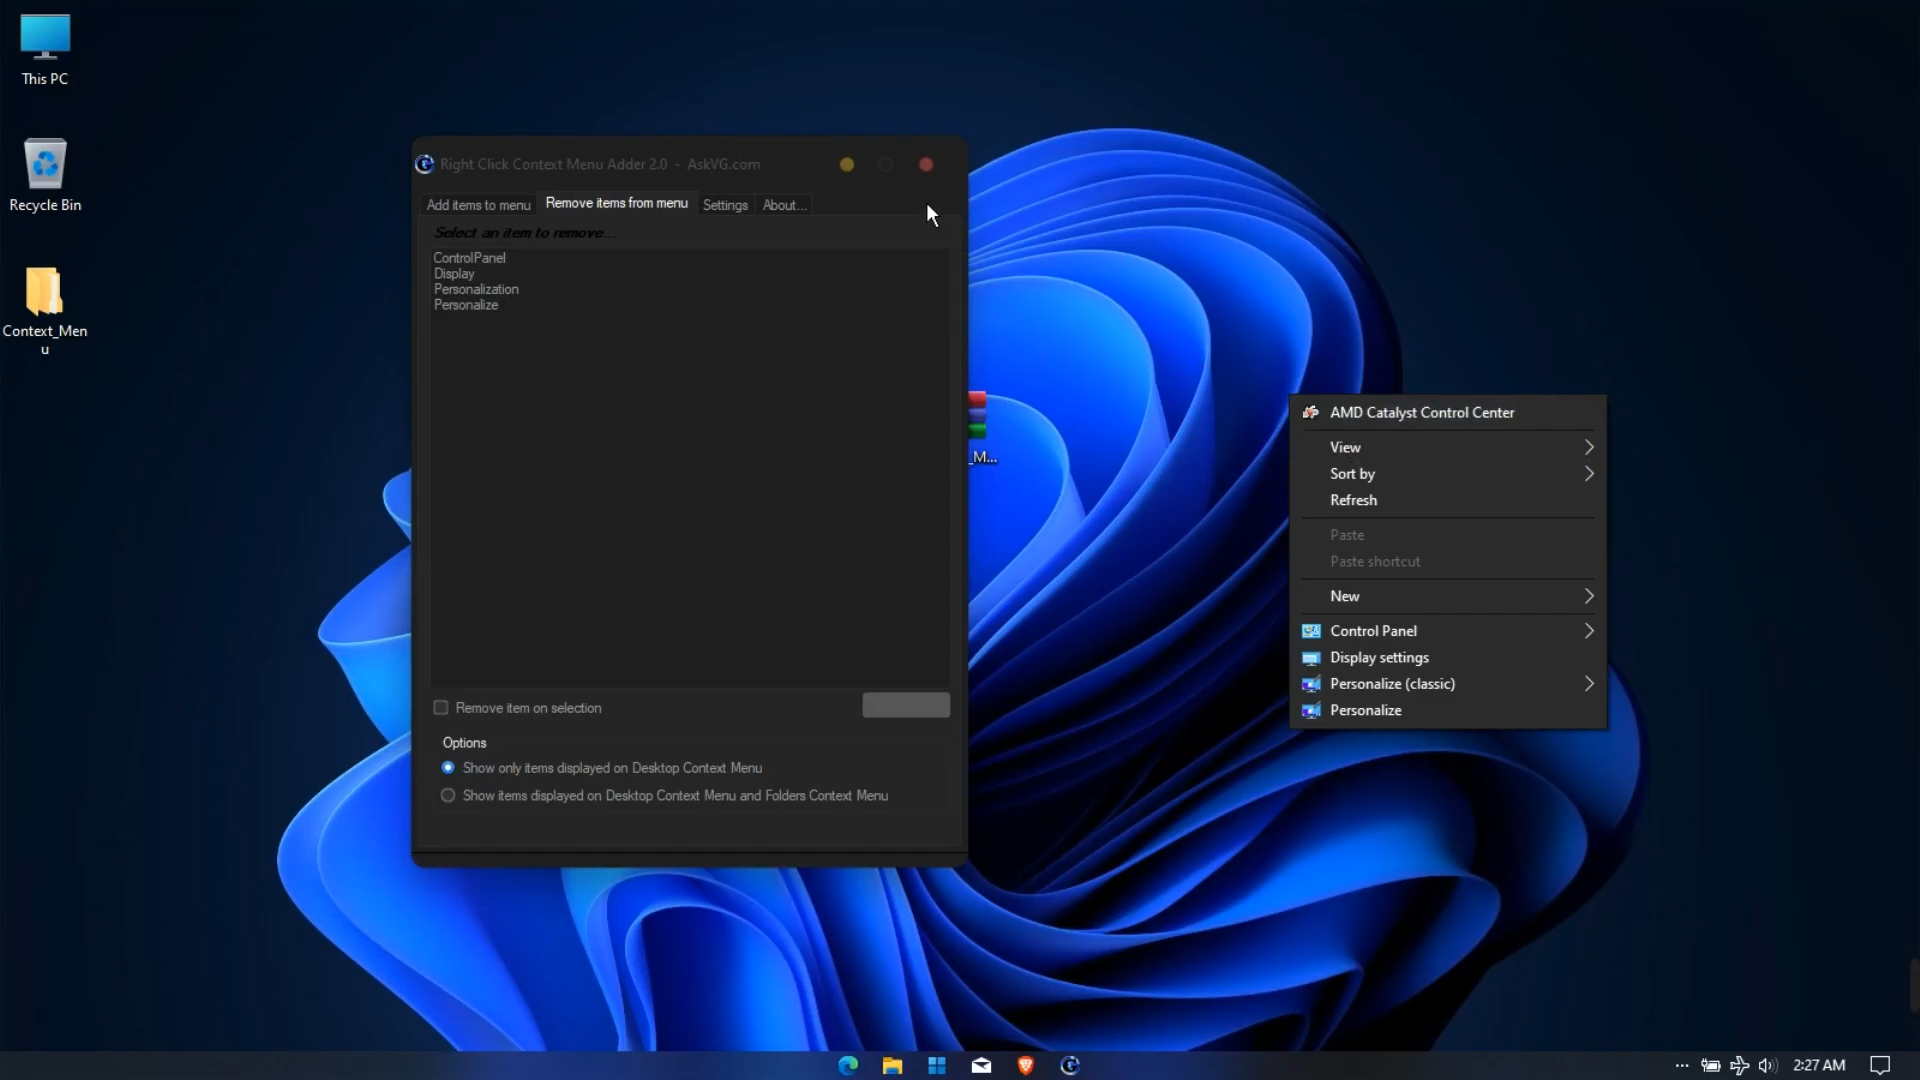 This PC
Recycle Bin
Context_Men
u
Right Click Context Menu Adder 2.0 - AskVG.com
Add items to menu
Remove items from menu
Settings
About...
Select an item to remove...
ControlPanel
Display
Personalization
Personalize
Remove item on selection
Options
Show only items displayed on Desktop Context Menu
Show items displayed on Desktop Context Menu and Folders Context Menu
_M...
AMD Catalyst Control Center
View
Sort by
Refresh
Paste
Paste shortcut
New
Control Panel
Display settings
Personalize (classic)
Personalize
2:27 AM